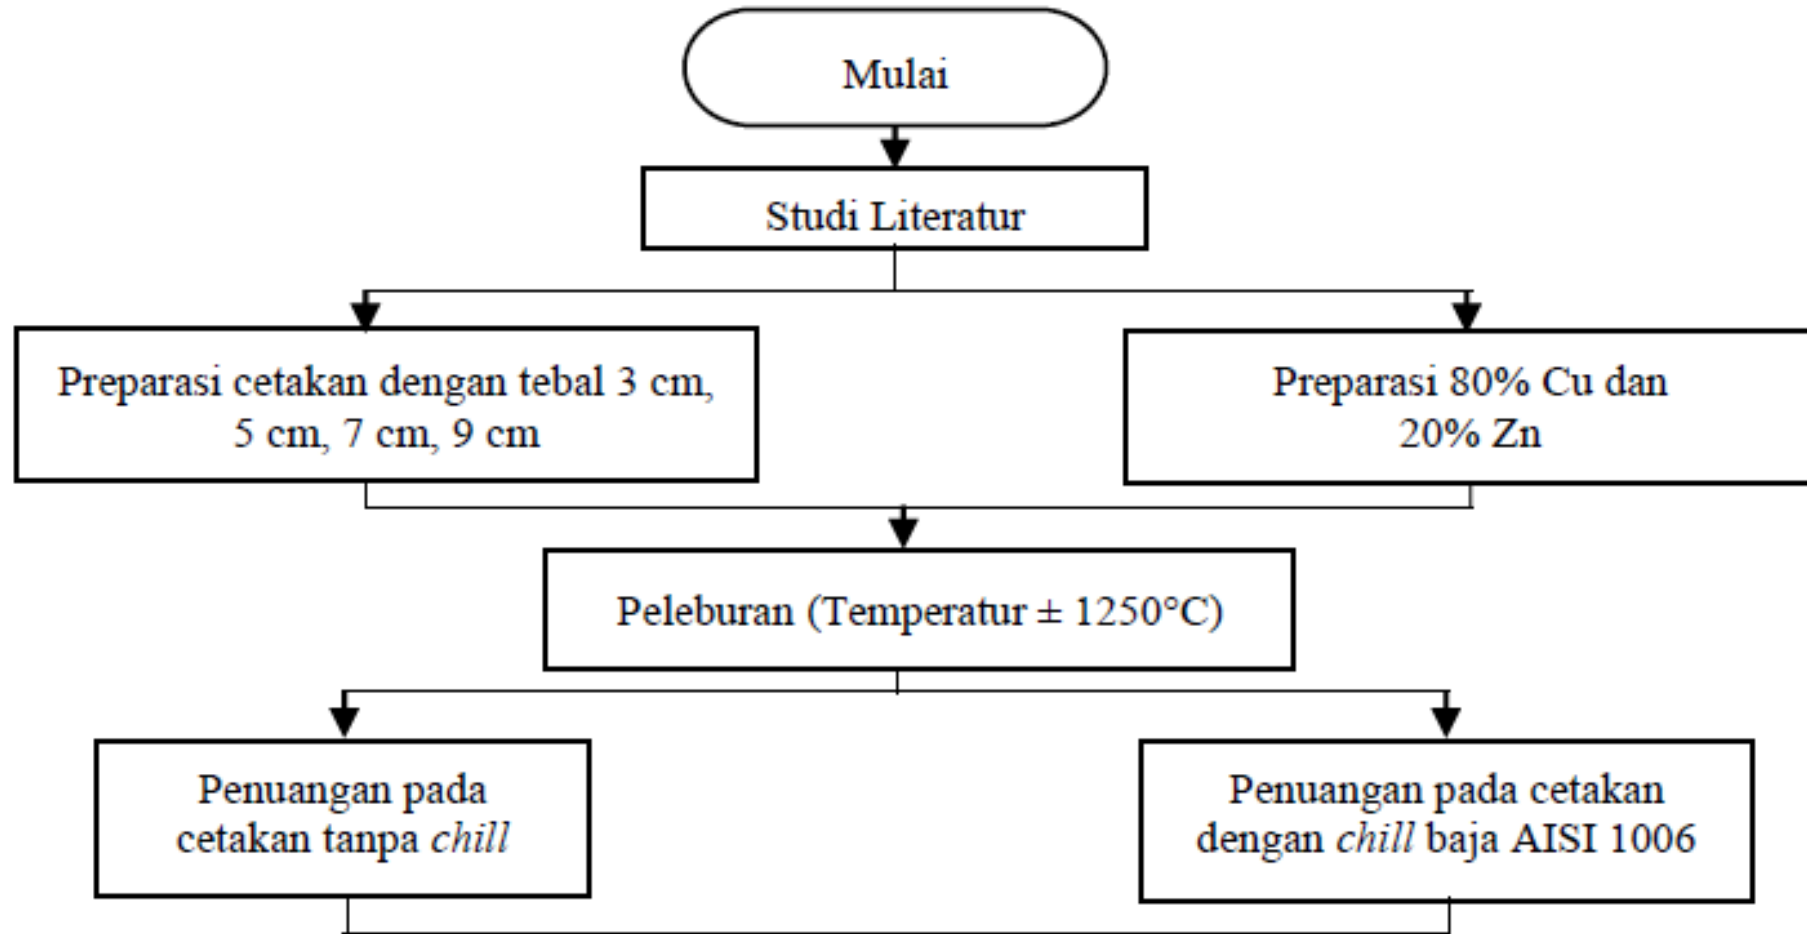 Mulai
Studi Literatur
Preparasi cetakan dengan tebal 3 cm,
5 cm, 7 cm, 9 cm
Preparasi 80% Cu dan
20% Zn
Peleburan (Temperatur ± 1250°C)
Penuangan pada
cetakan tanpa chill
Penuangan pada cetakan
dengan chill baja AISI 1006